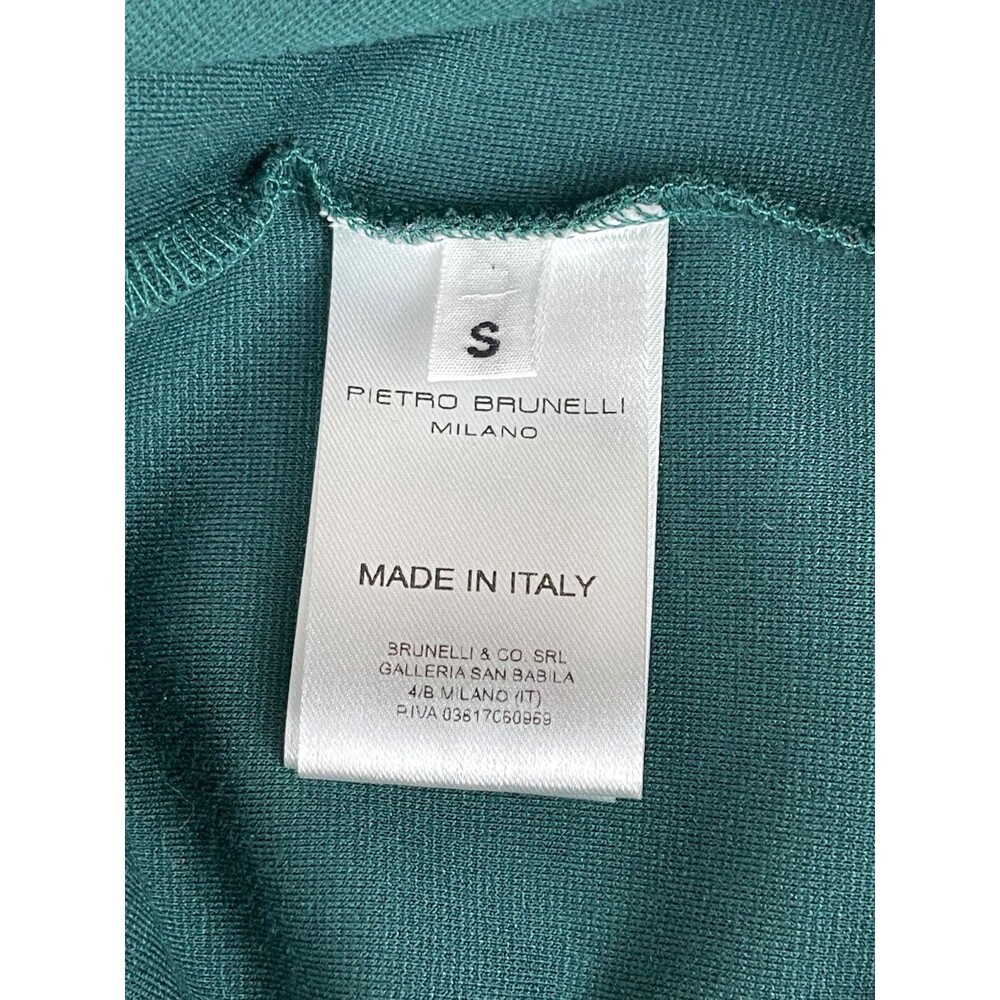 S
PIETRO BRUNELLI
MILANO
MADE IN ITALY
BRUNELLI & CO. SRL
GALLERIA SAN BABILA
4/B MILANO (IT)
P.IVA 03617060969